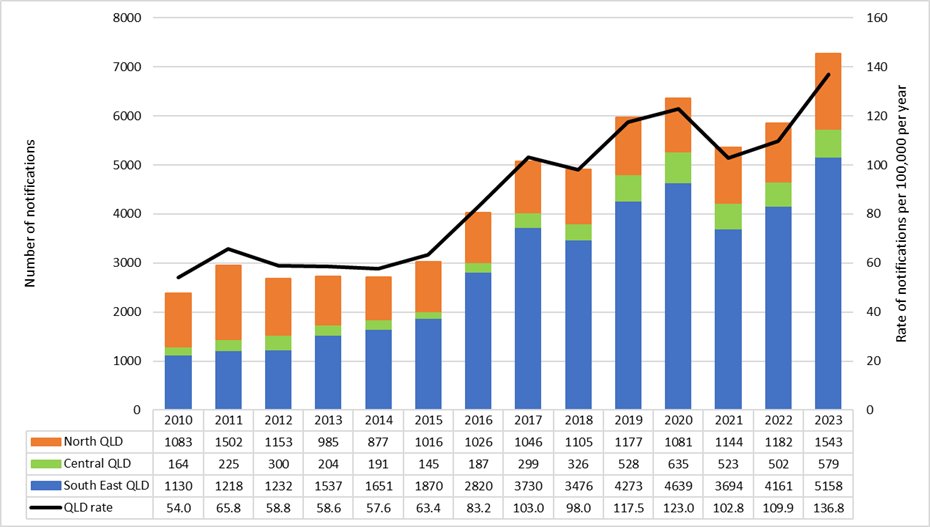 8000 160
7000 140
6000 120
5000 100
4000 80
3000 60
2000 40
1000 20
0 0
Number of notifications
Rate of notifications per 100,000 per year
2010 2011 2012 2013 2014 2015 2016 2017 2018 2019 2020 2021 2022 2023
North QLD 1083 1502 1153 985 877 1016 1026 1046 1105 1177 1081 1144 1182 1543
Central QLD 164 225 300 204 191 145 187 299 326 528 635 523 502 579
South East QLD 1130 1218 1232 1537 1651 1870 2820 3730 3476 4273 4639 3694 4161 5158
QLD rate 54.0 65.8 58.8 58.6 57.6 63.4 83.2 103.0 98.0 117.5 123.0 102.8 109.9 136.8